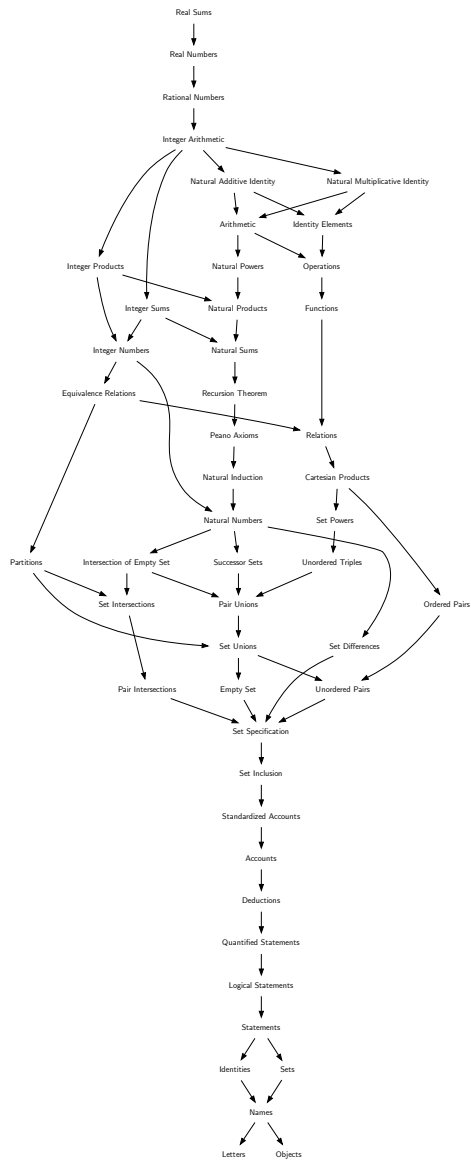 Real Sums
Real Numbers
Rational Numbers
Integer Arithmetic
Natural Additive Identity
Natural Multiplicative Identity
Arithmetic
Identity Elements
Integer Products
Natural Powers
Operations
Integer Sums
Natural Products
Functions
Integer Numbers
Natural Sums
Equivalence Relations
Recursion Theorem
Peano Axioms
Relations
Natural Induction
Cartesian Products
Natural Numbers
Set Powers
Partitions
Intersection of Empty Set
Successor Sets
Unordered Triples
Set Intersections
Pair Unions
Ordered Pairs
Set Unions
Set Differences
Pair Intersections
Empty Set
Unordered Pairs
Set Specification
Set Inclusion
Standardized Accounts
Accounts
Deductions
Quantified Statements
Logical Statements
Statements
Identities
Sets
Names
Letters
Objects